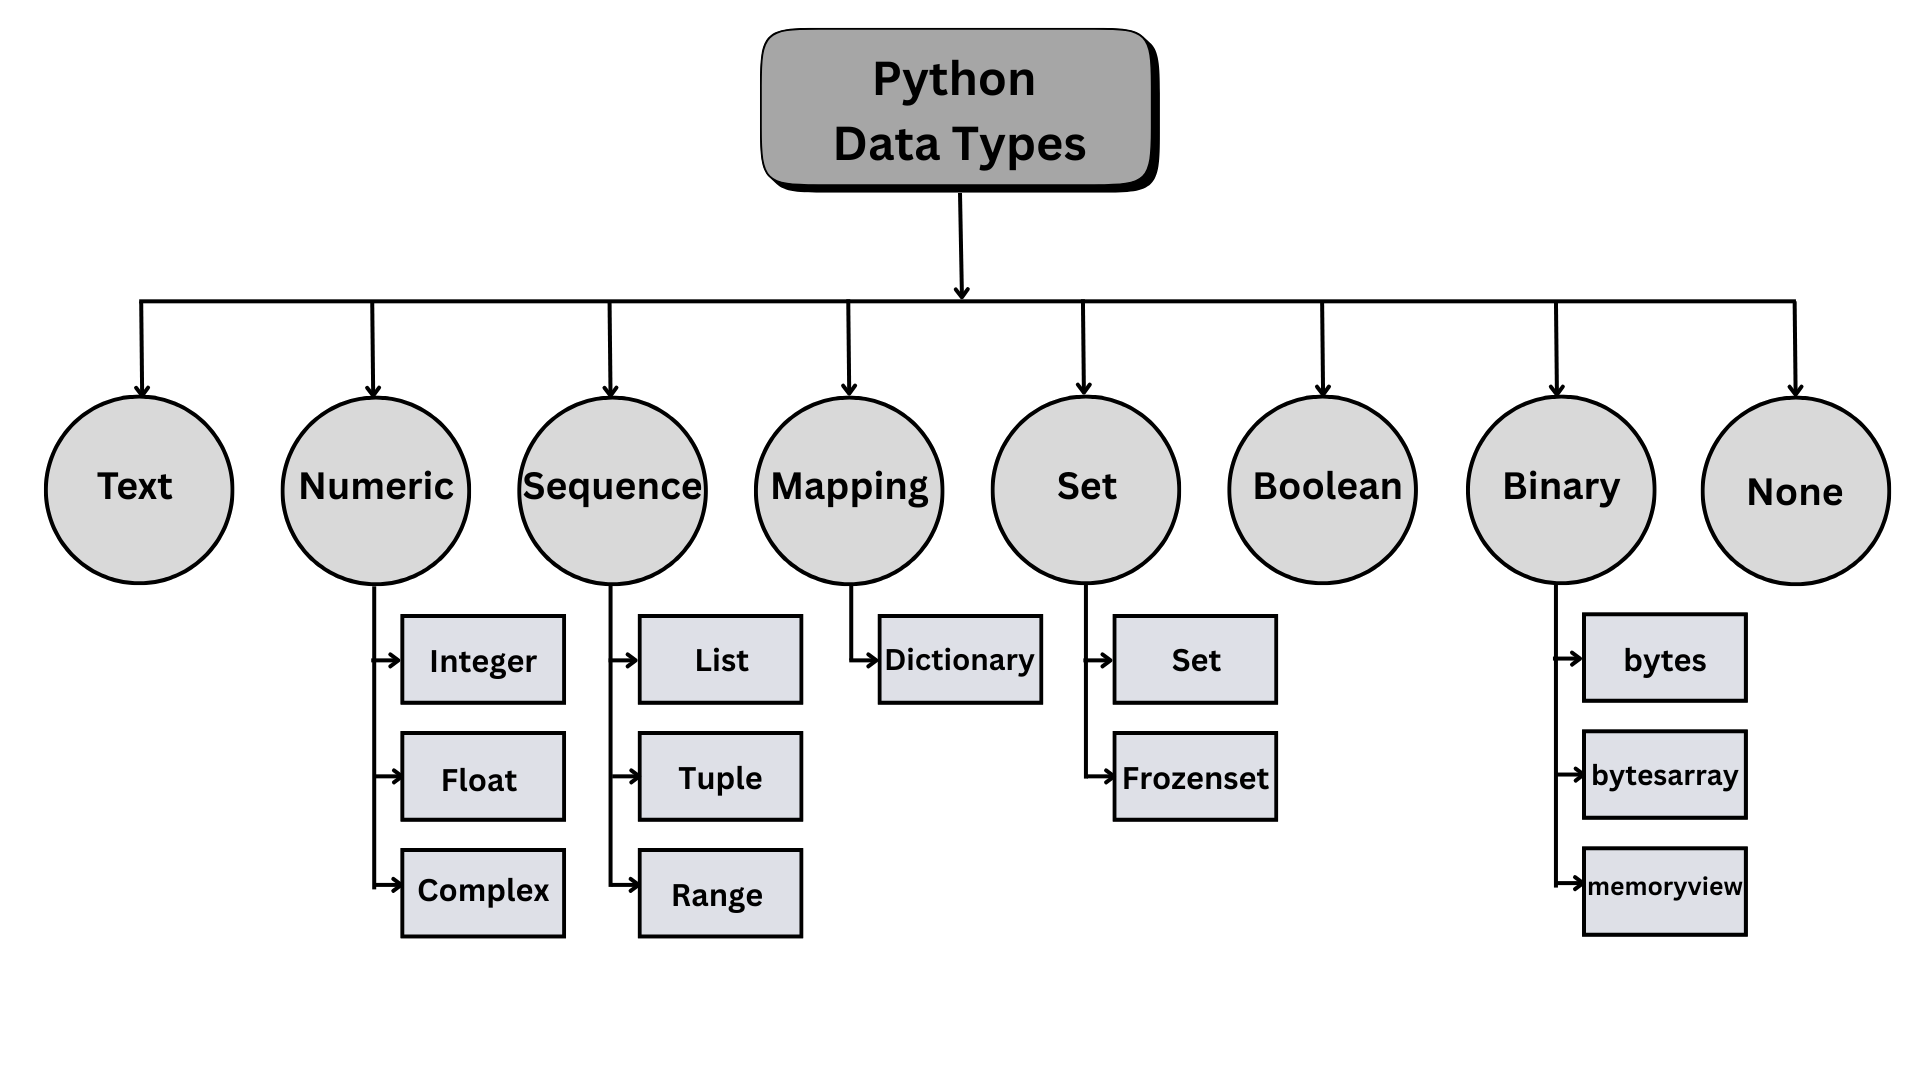 Python
Data Types
Text
Numeric
Sequence
Mapping
Set
Boolean
Binary
None
Integer
Float
Complex
List
Tuple
Range
Dictionary
Set
Frozenset
bytes
bytesarray
memoryview